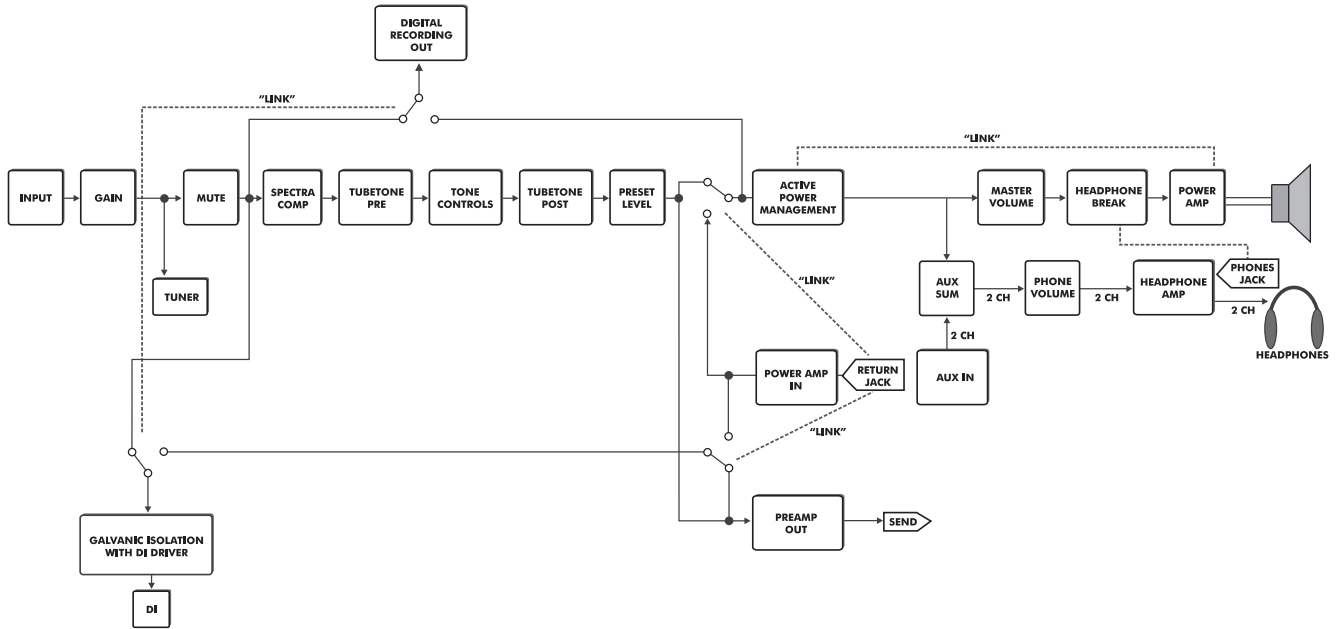 DIGITAL
RECORDING
OUT
“LINK”
“LINK”
INPUT
GAIN
MUTE
SPECTRA
COMP
TUBETONE
PRE
TONE
CONTROLS
TUBETONE
POST
PRESET
LEVEL
ACTIVE
POWER
MANAGEMENT
MASTER
VOLUME
HEADPHONE
BREAK
POWER
AMP
TUNER
“LINK”
AUX
SUM
2 CH
PHONE
VOLUME
2 CH
HEADPHONE
AMP
PHONES
JACK
2 CH
HEADPHONES
2 CH
POWER AMP
IN
RETURN
JACK
AUX IN
“LINK”
PREAMP
OUT
SEND
GALVANIC ISOLATION
WITH DI DRIVER
DI